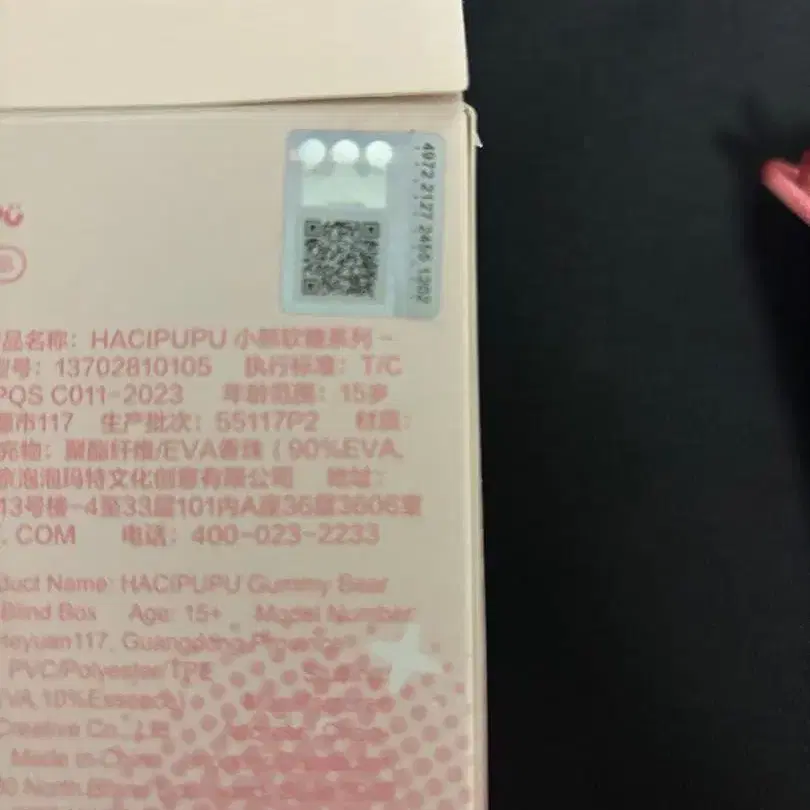 4972 2127 2456 1302
品名称: HACIPUPU 小熊软糖系列 -
型号: 13702810105 执行标准: T/C
PQS C011-2023 年龄范围: 15岁
源市117 生产批次: 55117P2 材质:
充物: 聚酯纤维/EVA香珠 ( 90%EVA,
京泡泡玛特文化创意有限公司 地址:
13号楼-4至33层101内A座36层3606室
. COM 电话: 400-023-2233
duct Name: HACIPUPU Gummy Bear
Blind Box Age: 15+ Model Number
Heyuan117, Guangdong Province
PVC/Polyester/TPE
EVA, 10%Essence)
Creative Co., Ltd
Made in China